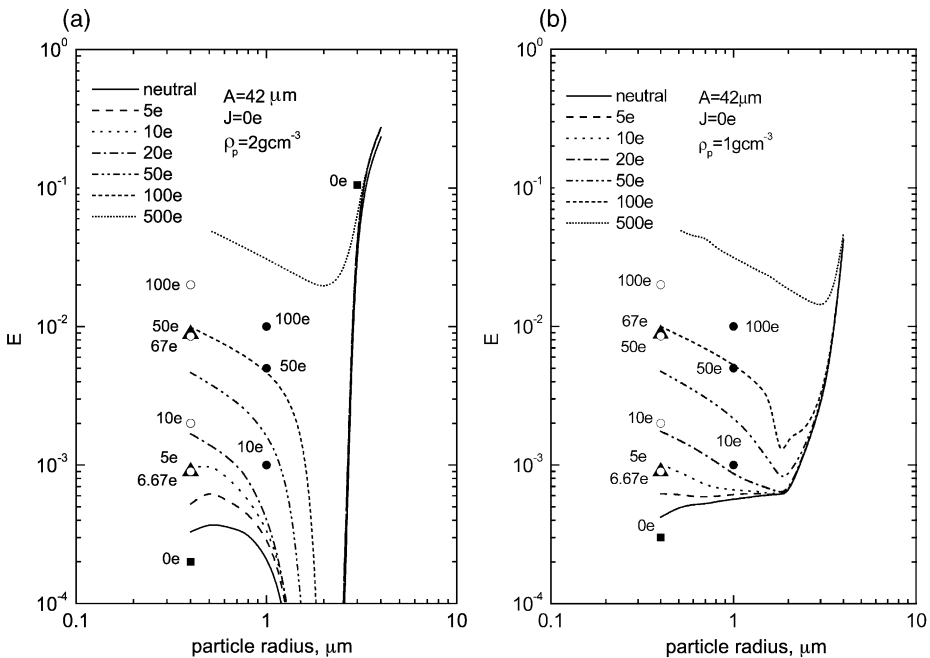 (a)
10⁰
neutral
5e
10e
20e
50e
100e
500e
A=42 μm
J=0e
ρp=2gcm⁻³
0e
10⁻¹
100e
50e
67e
100e
50e
10⁻²
E
10e
5e
6.67e
10e
10⁻³
0e
10⁻⁴
0.1
1
10
particle radius, μm
(b)
10⁰
neutral
5e
10e
20e
50e
100e
500e
A=42μm
J=0e
ρp=1gcm⁻³
10⁻¹
100e
67e
50e
100e
50e
10⁻²
E
10e
5e
6.67e
10e
10⁻³
0e
10⁻⁴
0.1
1
10
particle radius, μm